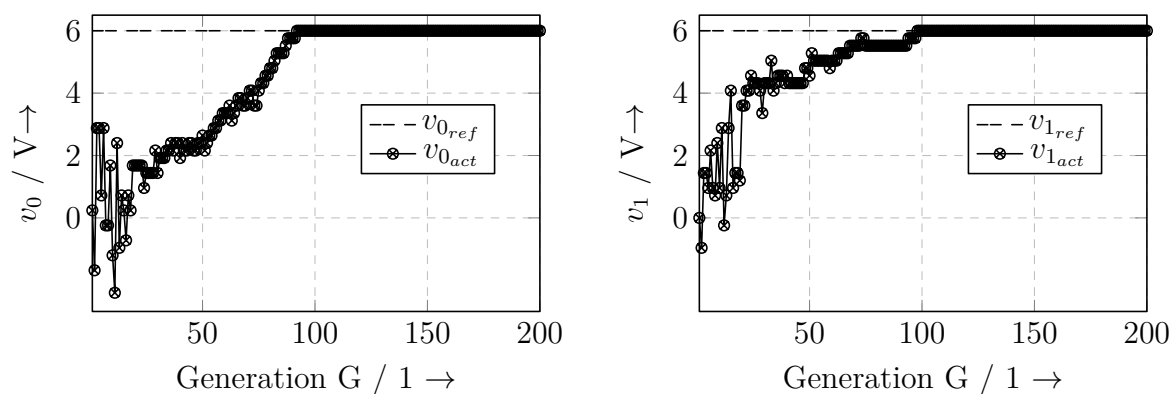 6
4
2
0
v0 / V→
50
100
150
200
Generation G / 1 →
v0ref
v0act
6
4
2
0
v1 / V→
50
100
150
200
Generation G / 1 →
v1ref
v1act